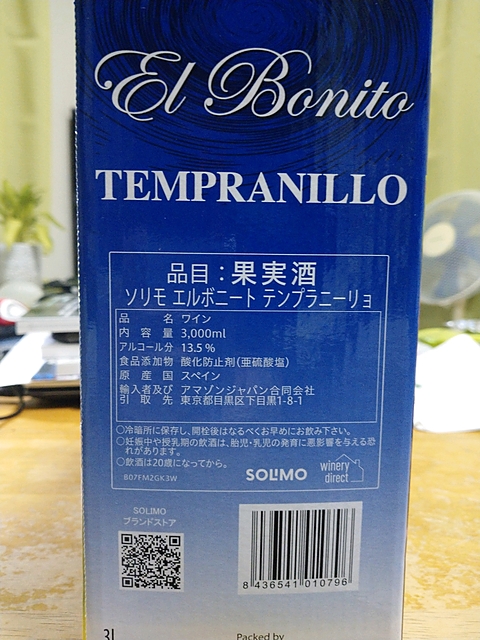 El Bonito
TEMPRANILLO
品目：果実酒
ソリモ エルボニート テンプラニーリョ
品名 ワイン
内容量 3,000ml
アルコール分 13.5%
食品添加物 酸化防止剤(亜硫酸塩)
原産国 スペイン
輸入者及び アマゾンジャパン合同会社
引取先 東京都目黒区下目黒1-8-1
○冷暗所に保存し、開栓後はなるべくお早めにお飲み下さい。
○妊娠中や授乳期の飲酒は、胎児・乳児の発育に悪影響を与える恐
れがあります。
○飲酒は20歳になってから。
B07FM2GK3W
SOLIMO
winery
direct
SOLIMO
ブランドストア
8 436541 010796
3L
Packed by